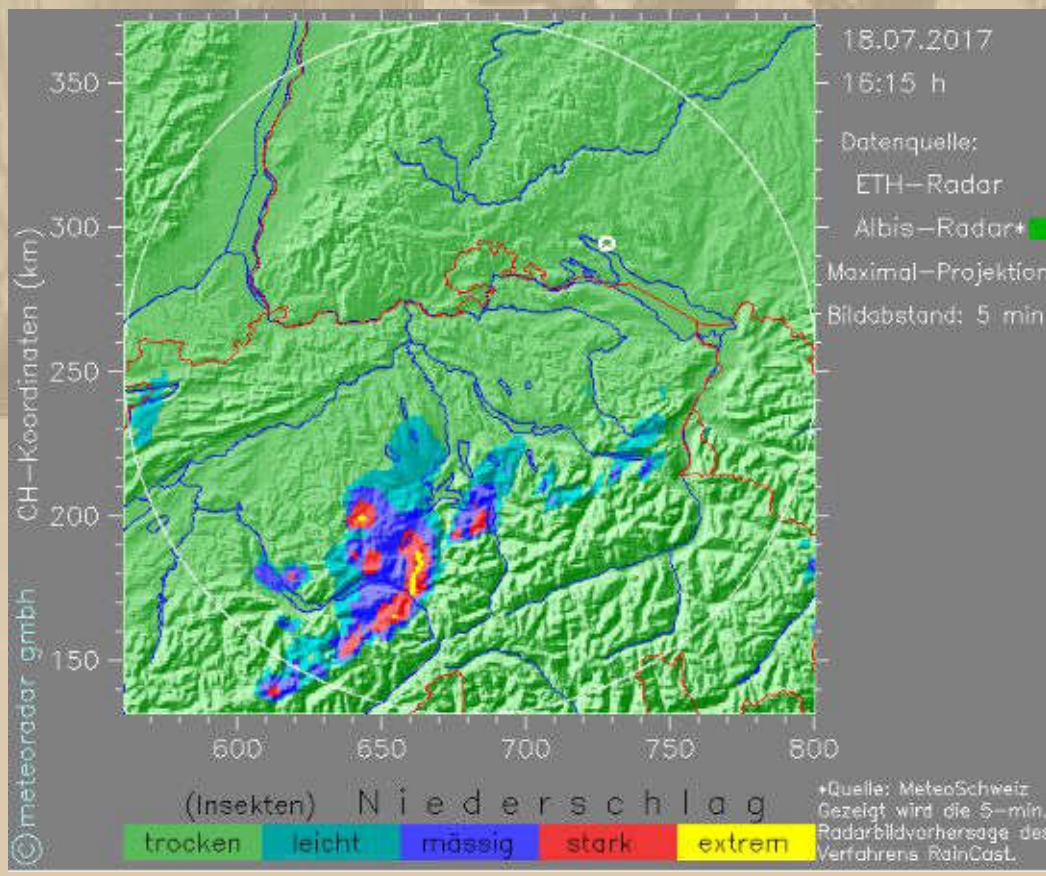 18.07.2017
16:15 h
Datenquelle:
ETH-Radar
Albis-Radar*
Maximal-Projektion
Bildabstand: 5 min
CH-Koordinaten (km)
350
300
250
200
150
600 650 700 750 800
©meteoradar gmbh
(Insekten) Niederschlag
trocken leicht mässig stark extrem
*Quelle: MeteoSchweiz
Gezeigt wird die 5-min.
Radarbildvorhersage des
Verfahrens RainCast.